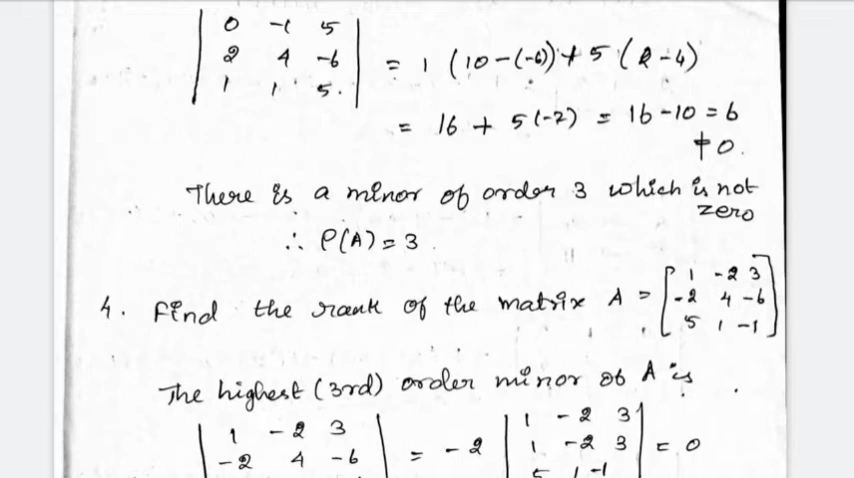 | 0 -1 5 |
| 2 4 -6 | = 1 (10-(-6)) + 5 (2-4)
| 1 1 5. |
= 16 + 5(-2) = 16-10 = 6
≠ 0.
There is a minor of order 3 which is not
zero
∴ ρ(A) = 3.
4. Find the rank of the matrix A = [ 1 -2 3
-2 4 -6
5 1 -1 ]
The highest (3rd) order minor of A is
| 1 -2 3 | = -2 | 1 -2 3 | = 0
| -2 4 -6 | | 1 -2 3 |
5 1 -1